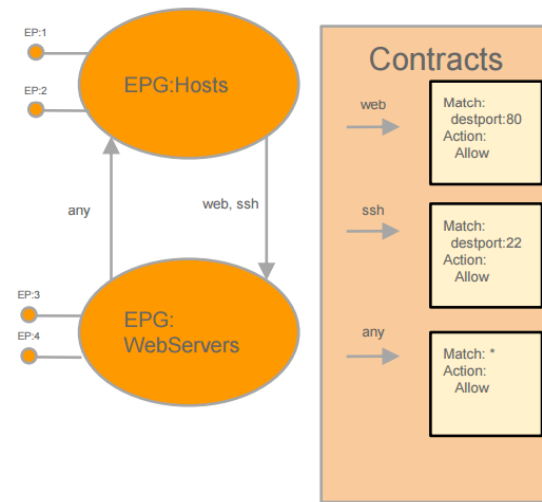 EP:1
EP:2
EPG:Hosts
any
web, ssh
EP:3
EP:4
EPG:
WebServers
Contracts
web
Match:
destport:80
Action:
Allow
ssh
Match:
destport:22
Action:
Allow
any
Match: *
Action:
Allow